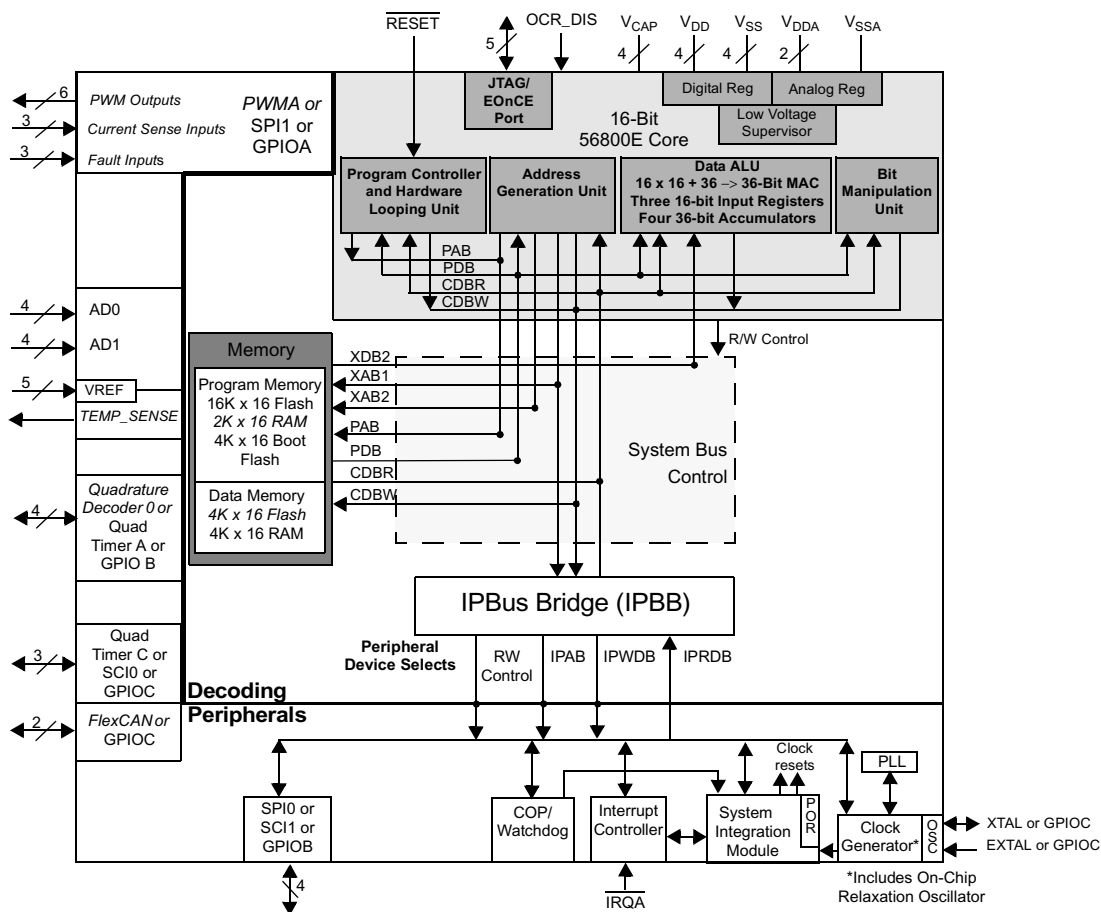 RESET
OCR_DIS
VCAP
VDD
VSS
VDDA
VSSA
5
4
4
4
2
6
PWM Outputs
3
Current Sense Inputs
3
Fault Inputs
PWMA or
SPI1 or
GPIOA
JTAG/
EOnCE
Port
Digital Reg
Analog Reg
Low Voltage
Supervisor
16-Bit
56800E Core
Program Controller
and Hardware
Looping Unit
Address
Generation Unit
Data ALU
16 x 16 + 36 –> 36-Bit MAC
Three 16-bit Input Registers
Four 36-bit Accumulators
Bit
Manipulation
Unit
PAB
PDB
CDBR
CDBW
4
AD0
4
AD1
5
VREF
TEMP_SENSE
R/W Control
Memory
Program Memory
16K x 16 Flash
2K x 16 RAM
4K x 16 Boot
Flash
Data Memory
4K x 16 Flash
4K x 16 RAM
XDB2
XAB1
XAB2
PAB
PDB
CDBR
CDBW
System Bus
Control
4
Quadrature
Decoder 0 or
Quad
Timer A or
GPIO B
IPBus Bridge (IPBB)
3
Quad
Timer C or
SCI0 or
GPIOC
Peripheral
Device Selects
RW
Control
IPAB
IPWDB
IPRDB
Decoding
Peripherals
2
FlexCAN or
GPIOC
Clock
resets
PLL
SPI0 or
SCI1 or
GPIOB
COP/
Watchdog
Interrupt
Controller
System
Integration
Module
POR
Clock
Generator*
OSC
XTAL or GPIOC
EXTAL or GPIOC
4
IRQA
*Includes On-Chip
Relaxation Oscillator